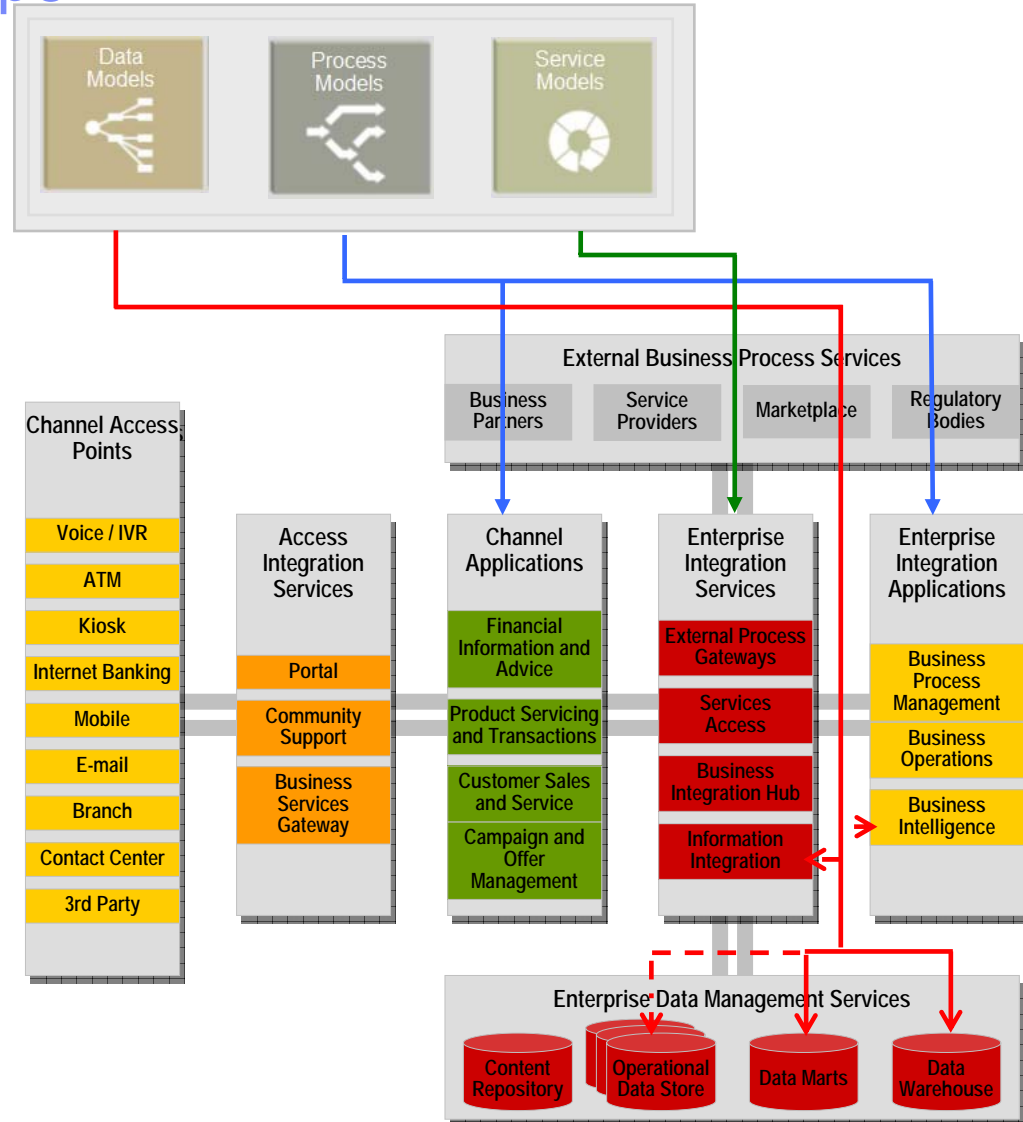 Data
Models
Process
Models
Service
Models
External Business Process Services
Business
Partners
Service
Providers
Marketplace
Regulatory
Bodies
Channel Access
Points
Voice / IVR
ATM
Kiosk
Internet Banking
Mobile
E-mail
Branch
Contact Center
3rd Party
Access
Integration
Services
Portal
Community
Support
Business
Services
Gateway
Channel
Applications
Financial
Information and
Advice
Product Servicing
and Transactions
Customer Sales
and Service
Campaign and
Offer
Management
Enterprise
Integration
Services
External Process
Gateways
Services
Access
Business
Integration Hub
Information
Integration
Enterprise
Integration
Applications
Business
Process
Management
Business
Operations
Business
Intelligence
Enterprise Data Management Services
Content
Repository
Operational
Data Store
Data Marts
Data
Warehouse